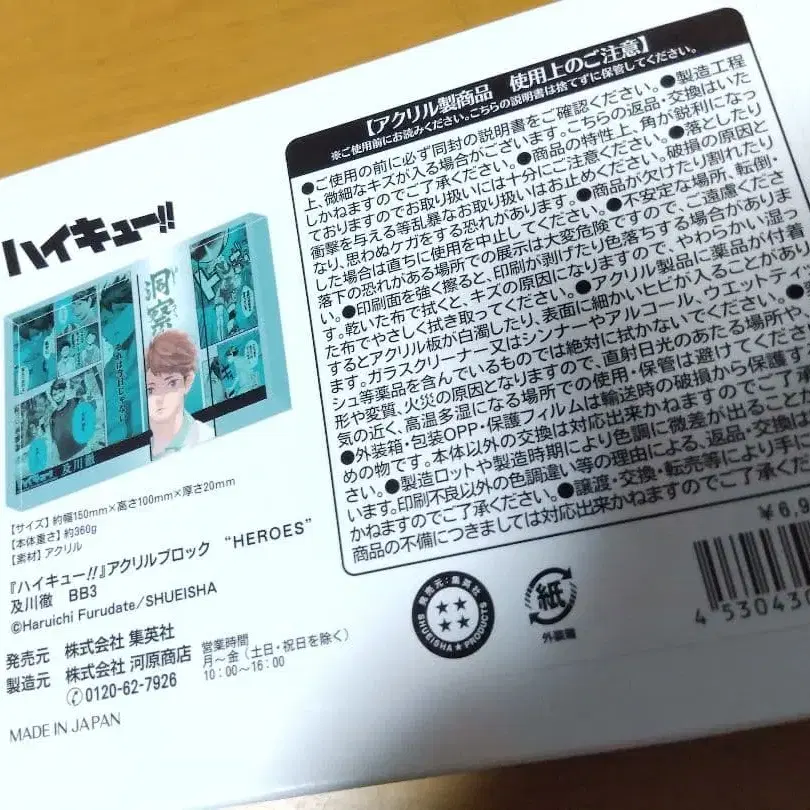 【アクリル製商品 使用上のご注意】
※ご使用前にお読みください。こちらの説明書は捨てずに保管してください。
●ご使用の前に必ず同封の説明書をご確認ください。●製造工程
上、微細なキズが入る場合がございます。こちらの返品・交換はいた
しかねますのでご了承ください。●商品の特性上、角が鋭利になっ
ておりますのでお取り扱いには十分にご注意ください。●落としたり
衝撃を与える等乱暴なお取り扱いはお止めください。破損の原因と
なり、思わぬケガをする恐れがあります。●商品が欠けたり割れたり
した場合は直ちに使用を中止してください。●不安定な場所、転倒・
落下の恐れがある場所での展示は大変危険ですので、ご遠慮くださ
い。●印刷面を強く擦ると、印刷が剥げたり色落ちする場合がありま
す。乾いた布で拭くと、キズの原因になりますので、やわらかい湿っ
た布でやさしく拭き取ってください。●アクリル製品に薬品が付着
するとアクリル板が白濁したり、表面に細かいヒビが入ることがあり
ます。ガラスクリーナー又はシンナーやアルコール、ウエットティ
シュ等薬品を含んでいるものでは絶対に拭かないでください。●
形や変質、火災の原因となりますので、直射日光のあたる場所や、
気の近く、高温多湿になる場所での使用・保管は避けてください
●外装箱・包装OPP・保護フィルムは輸送時の破損から保護す
めの物です。本体以外の交換は対応出来かねますのでご了承
さい。●製造ロットや製造時期により色調に微差が出ること
います。印刷不良以外の色調違い等の理由による、返品・交換は
かねますのでご了承ください。●譲渡・交換・転売等により手に
商品の不備につきましては対応出来かねますのでご了承くださ
ハイキュー!!
洞察
それは今日じゃない
ハイキュー!!
及川徹
【サイズ】約幅150mm×高さ100mm×厚さ20mm
【本体重さ】約360g
【素材】アクリル
『ハイキュー!!』アクリルブロック “HEROES”
及川徹 BB3
©Haruichi Furudate/SHUEISHA
発売元 株式会社 集英社
製造元 株式会社 河原商店
0120-62-7926
営業時間
月～金（土日・祝日を除く）
10：00～16：00
MADE IN JAPAN
発売元：集英社
SHUEISHA PRODUCTS
紙
外装箱
¥6,
4 530430